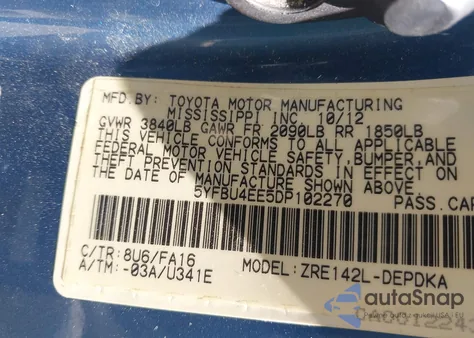 MFD.BY: TOYOTA MOTOR MANUFACTURING
MISSISSIPPI INC. 10/12
GVWR 3840LB GAWR FR 2090LB RR 1850LB
THIS VEHICLE CONFORMS TO ALL APPLICABLE
FEDERAL MOTOR VEHICLE SAFETY, BUMPER, AND
THEFT PREVENTION STANDARDS IN EFFECT ON
THE DATE OF MANUFACTURE SHOWN ABOVE.
5YFBU4EE5DP102270 PASS.CAR
C/TR: 8U6/FA16
A/TM: -03A/U341E MODEL: ZRE142L-DEPDKA
autoSnap